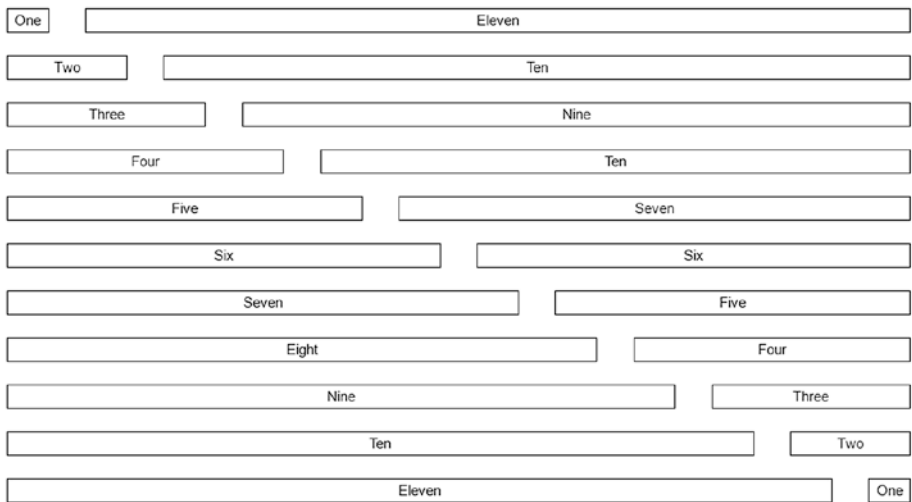 One Eleven
Two Ten
Three Nine
Four Ten
Five Seven
Six Six
Seven Five
Eight Four
Nine Three
Ten Two
Eleven One